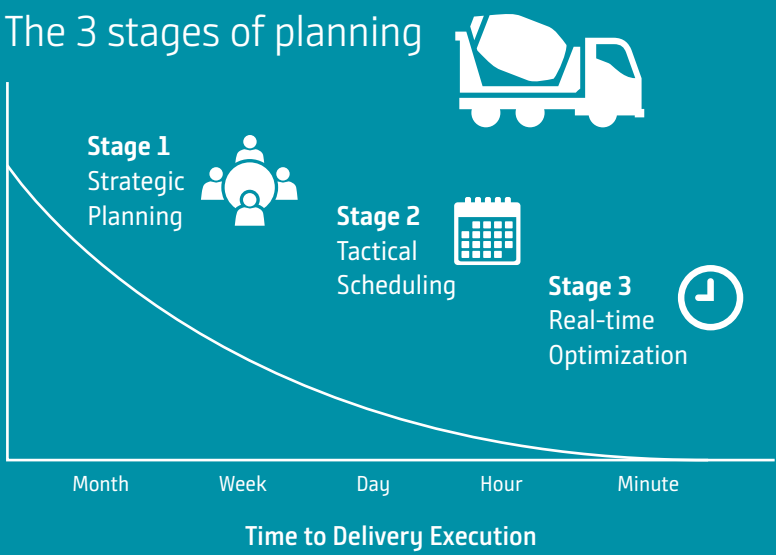 The 3 stages of planning
Stage 1
Strategic
Planning
Stage 2
Tactical
Scheduling
Stage 3
Real-time
Optimization
Month Week Day Hour Minute
Time to Delivery Execution